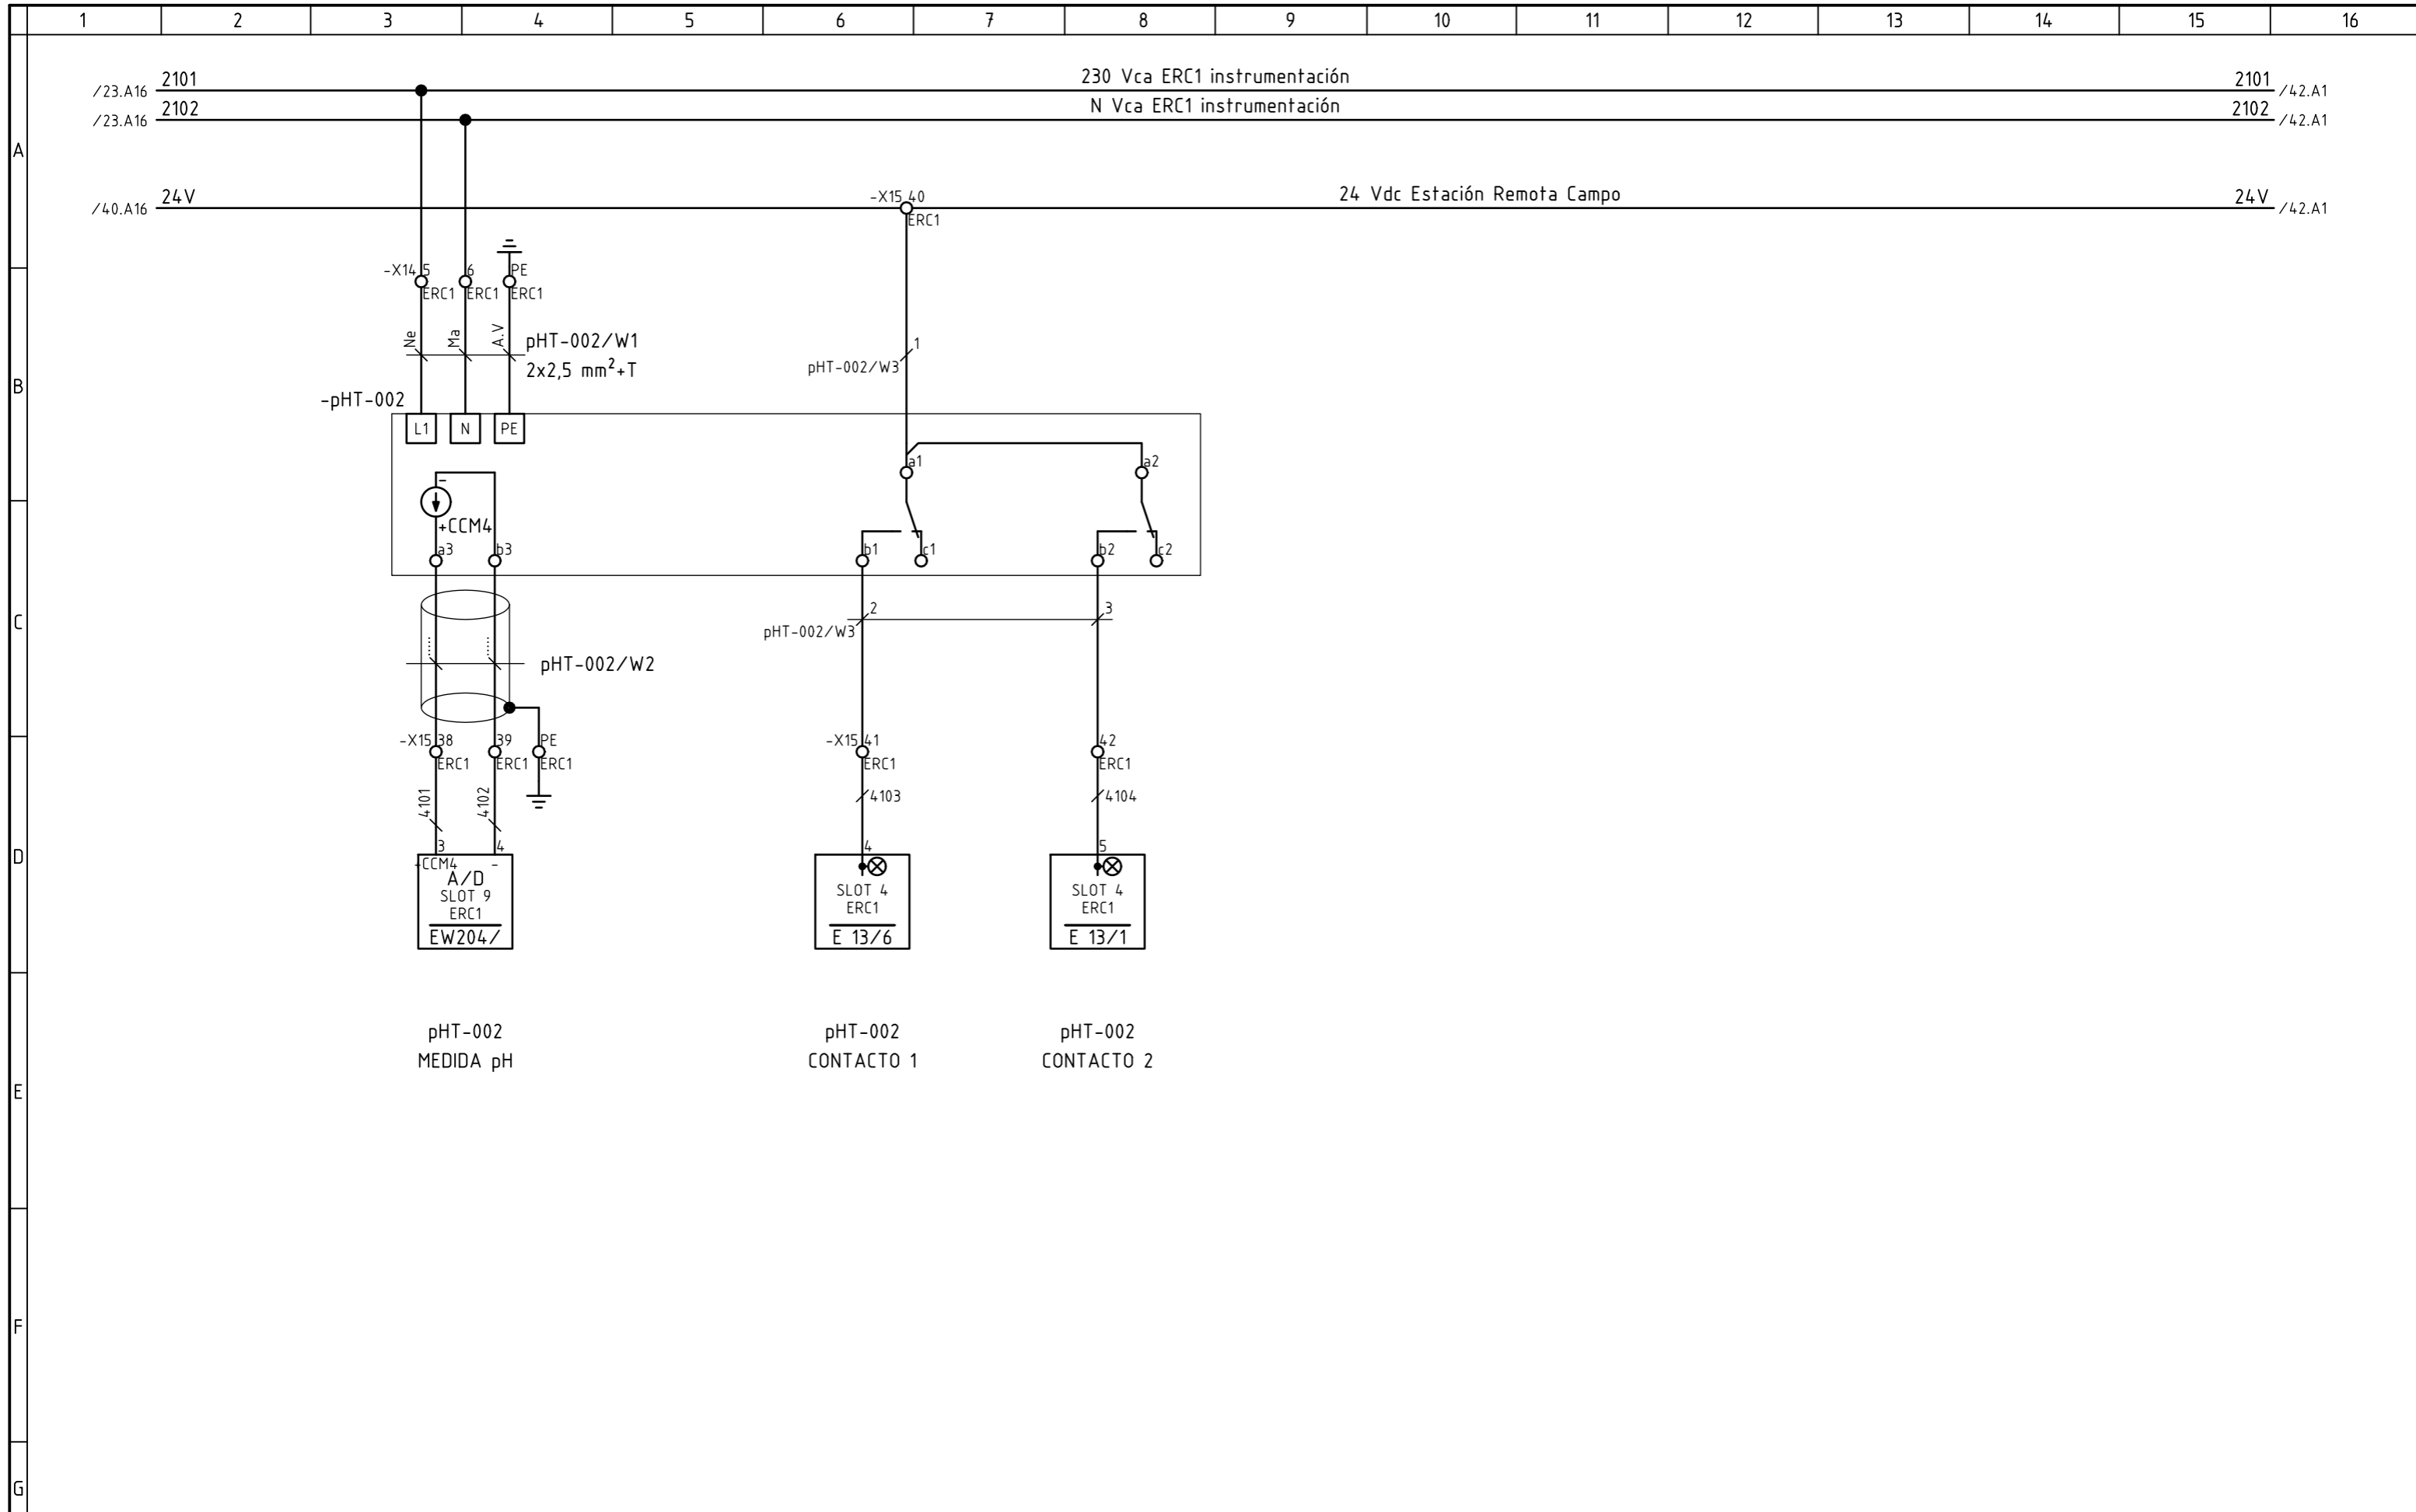 1 2 3 4 5 6 7 8 9 10 11 12 13 14 15 16
2101 230 Vca ERC1 instrumentación 2101
/23.A16 /42.A1
2102 N Vca ERC1 instrumentación 2102
/23.A16 /42.A1
A
24V 24 Vdc Estación Remota Campo 24V
/40.A16 /42.A1
-X15 40
ERC1
-X14 5 6 PE
ERC1 ERC1 ERC1
Ne Ma A.V
pHT-002/W1
2x2,5 mm²+T
1
pHT-002/W3
B
-pHT-002
L1 N PE
a1 a2
-
+CCM4
a3 b3 b1 c1 b2 c2
C
2 3
pHT-002/W3
pHT-002/W2
-X15 38 39 PE
ERC1 ERC1 ERC1
-X15 41 42
ERC1 ERC1
4101 4102 4103 4104
D
3 4 4 5
+CCM4 -
A/D
SLOT 9
ERC1
EW204/
SLOT 4
ERC1
E 13/6
SLOT 4
ERC1
E 13/1
pHT-002 pHT-002 pHT-002
MEDIDA pH CONTACTO 1 CONTACTO 2
E
F
G